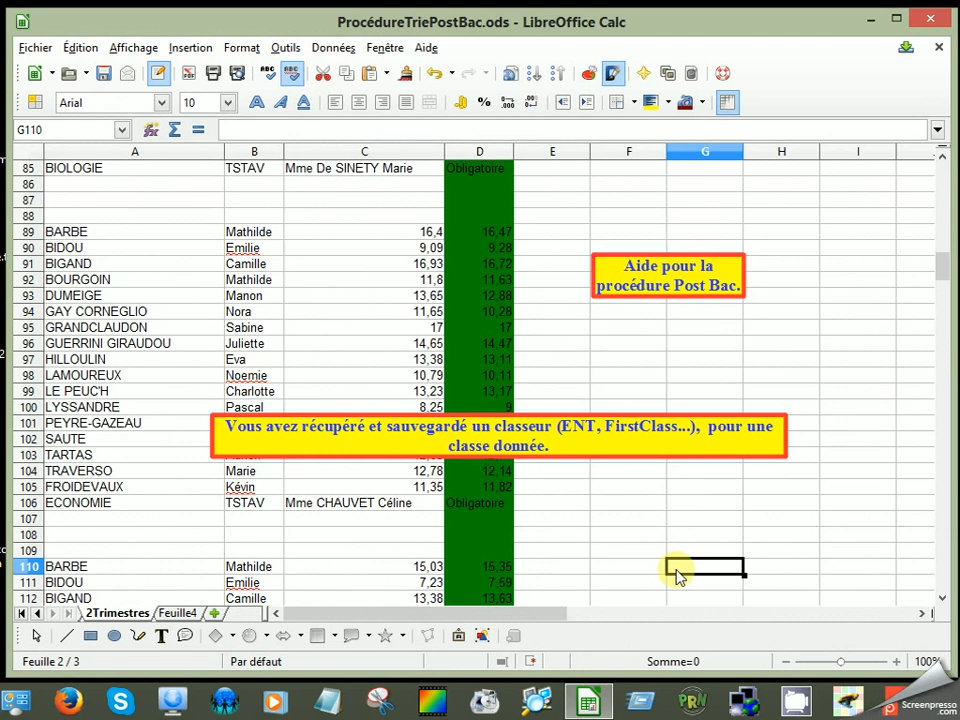 ProcédureTriePostBac.ods - LibreOffice Calc
Fichier Édition Affichage Insertion Format Outils Données Fenêtre Aide
Arial 10
G110
A B C D E F G H I
85 BIOLOGIE TSTAV Mme De SINETY Marie Obligatoire
86
87
88
89 BARBE Mathilde 16,4 16,47
90 BIDOU Emilie 9,09 9,28
91 BIGAND Camille 16,93 16,72
92 BOURGOIN Mathilde 11,8 11,63
93 DUMEIGE Manon 13,65 12,88
94 GAY CORNEGLIO Nora 11,65 10,28
95 GRANDCLAUDON Sabine 17 17
96 GUERRINI GIRAUDOU Juliette 14,65 14,47
97 HILLOULIN Eva 13,38 13,11
98 LAMOUREUX Noemie 10,79 10,11
99 LE PEUC'H Charlotte 13,23 13,17
100 LYSSANDRE Pascal 8,25 9
101 PEYRE-GAZEAU
102 SAUTE
103 TARTAS
104 TRAVERSO Marie 12,78 12,14
105 FROIDEVAUX Kévin 11,35 11,82
106 ECONOMIE TSTAV Mme CHAUVET Céline Obligatoire
107
108
109
110 BARBE Mathilde 15,03 15,35
111 BIDOU Emilie 7,23 7,59
112 BIGAND Camille 13,38 13,63
Aide pour la
procédure Post Bac.
Vous avez récupéré et sauvegardé un classeur (ENT, FirstClass...), pour une
classe donnée.
2Trimestres Feuille4
Feuille 2 / 3 Par défaut Somme=0 100%
PRN
Screenpresso
.com